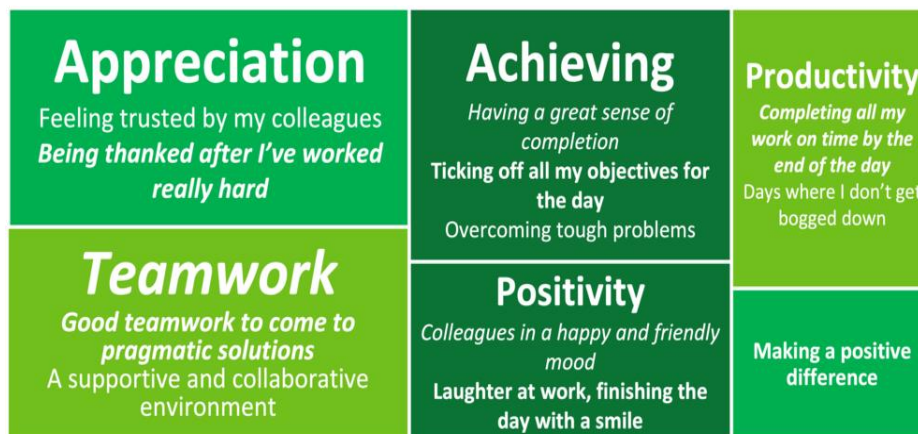 Appreciation
Feeling trusted by my colleagues
Being thanked after I've worked
really hard
Teamwork
Good teamwork to come to
pragmatic solutions
A supportive and collaborative
environment
Achieving
Having a great sense of
completion
Ticking off all my objectives for
the day
Overcoming tough problems
Positivity
Colleagues in a happy and friendly
mood
Laughter at work, finishing the
day with a smile
Productivity
Completing all my
work on time by the
end of the day
Days where I don't get
bogged down
Making a positive
difference